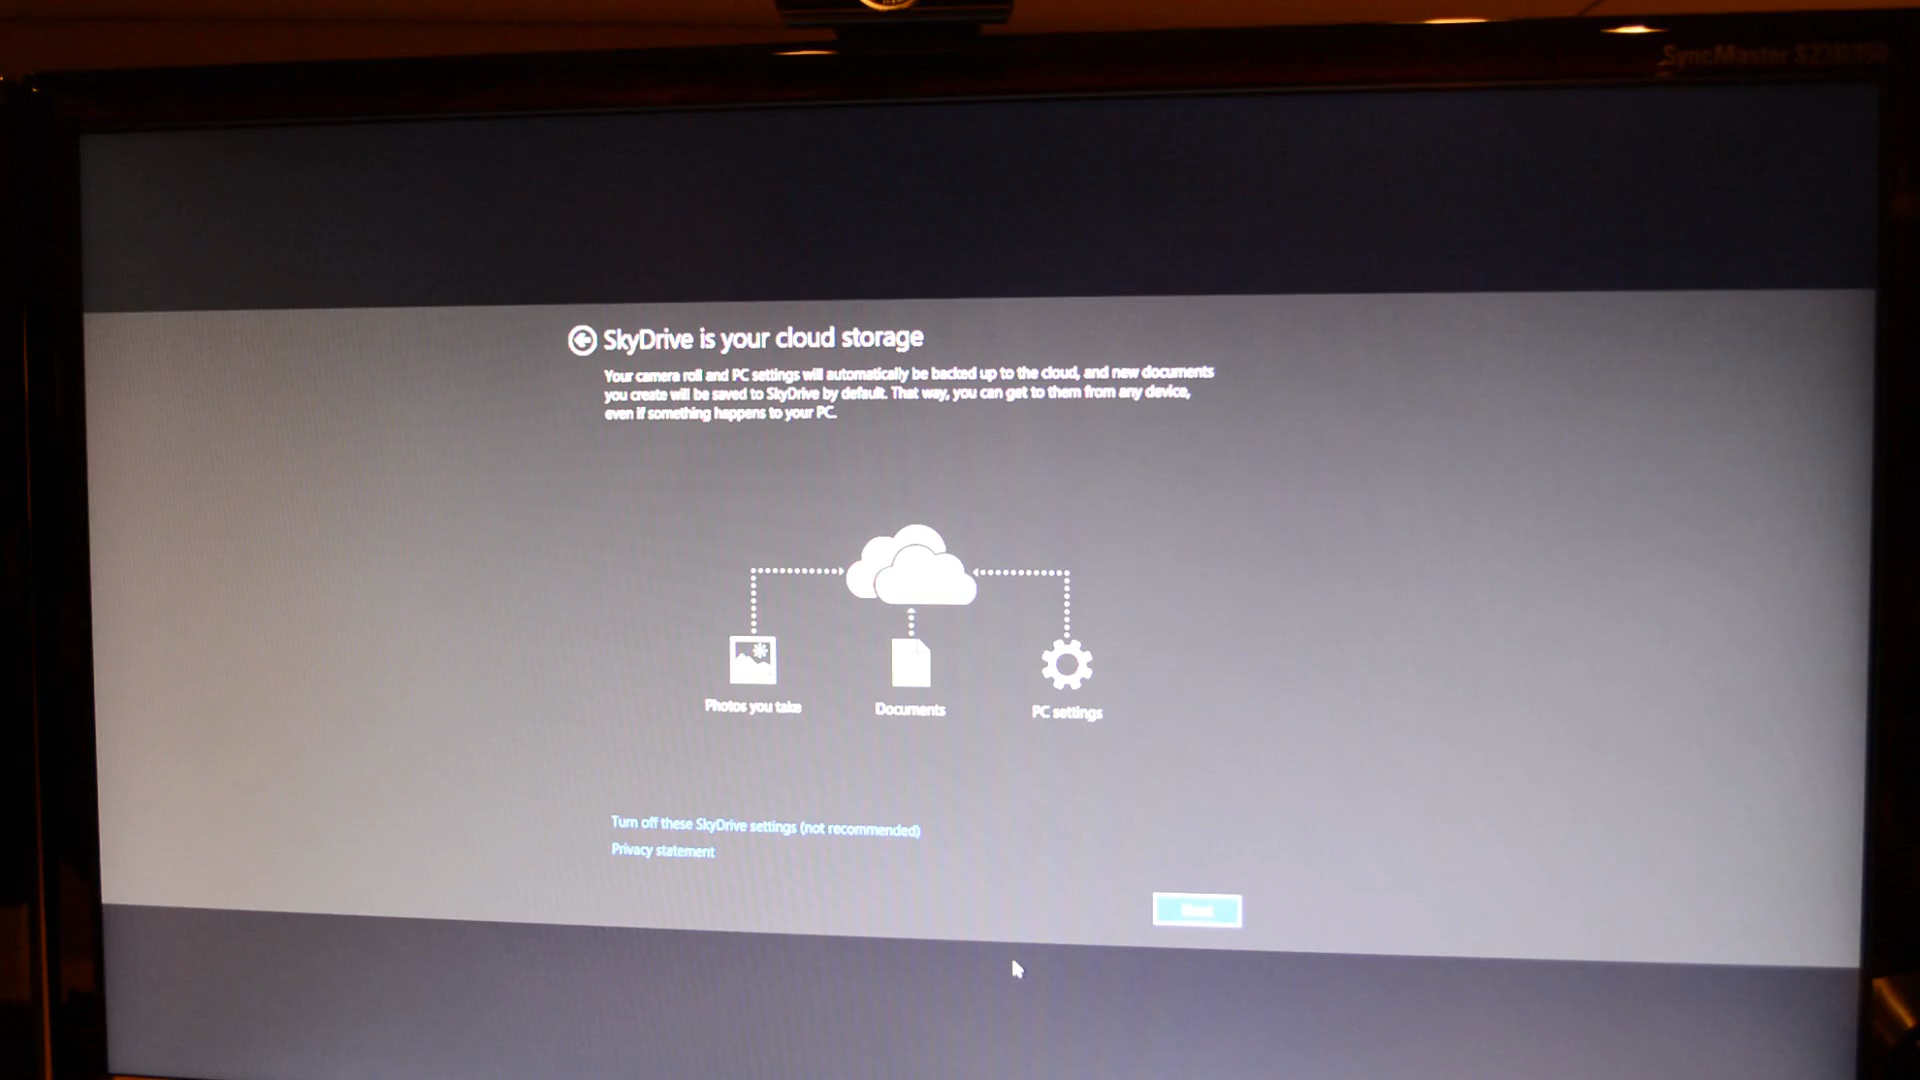 SyncMaster
SkyDrive is your cloud storage
Your camera roll and PC settings will automatically be backed up to the cloud, and new documents
you create will be saved to SkyDrive by default. That way, you can get to them from any device,
even if something happens to your PC.
Photos you take
Documents
PC settings
Turn off these SkyDrive settings (not recommended)
Privacy statement
Next